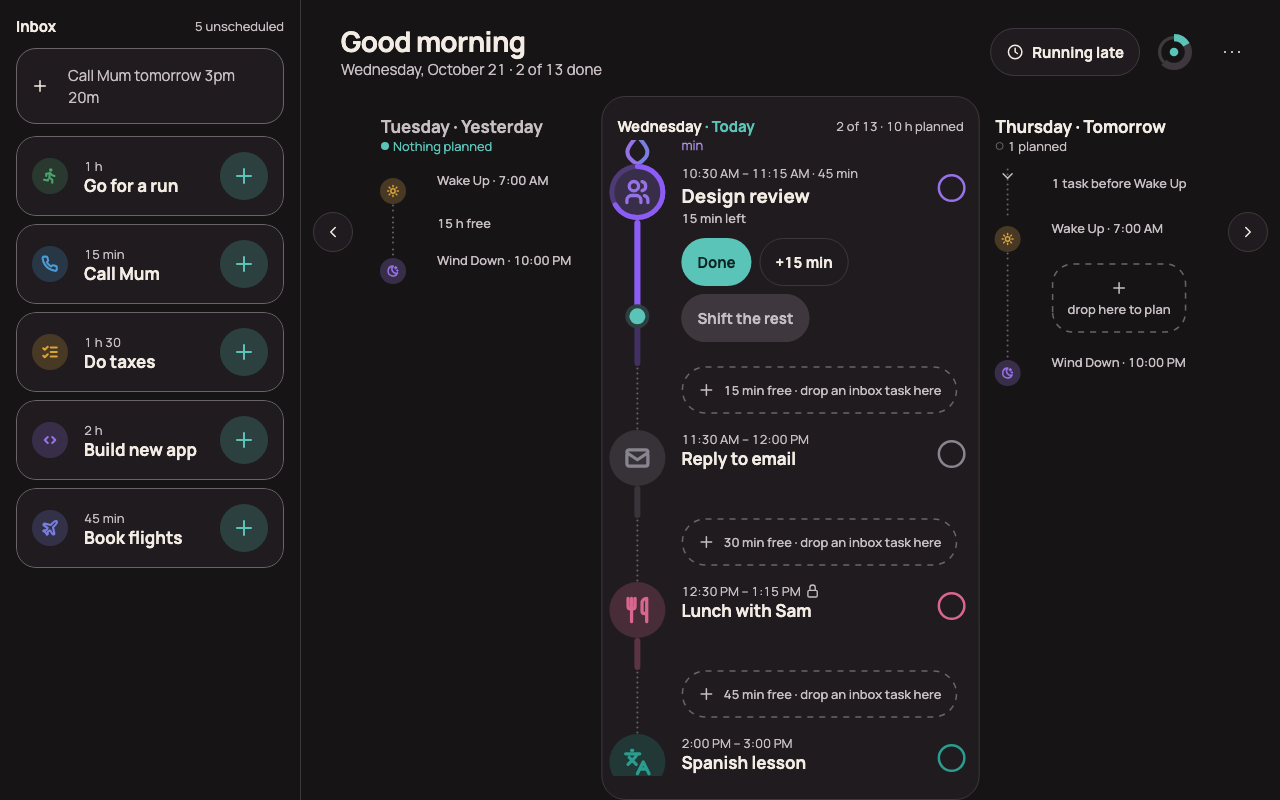 Inbox
5 unscheduled
Call Mum tomorrow 3pm
20m
1 h
Go for a run
15 min
Call Mum
1 h 30
Do taxes
2 h
Build new app
45 min
Book flights
Good morning
Wednesday, October 21 · 2 of 13 done
Running late
Tuesday · Yesterday
Nothing planned
Wake Up · 7:00 AM
15 h free
Wind Down · 10:00 PM
Wednesday · Today
2 of 13 · 10 h planned
min
10:30 AM – 11:15 AM · 45 min
Design review
15 min left
Done
+15 min
Shift the rest
15 min free · drop an inbox task here
11:30 AM – 12:00 PM
Reply to email
30 min free · drop an inbox task here
12:30 PM – 1:15 PM
Lunch with Sam
45 min free · drop an inbox task here
2:00 PM – 3:00 PM
Spanish lesson
Thursday · Tomorrow
1 planned
1 task before Wake Up
Wake Up · 7:00 AM
drop here to plan
Wind Down · 10:00 PM